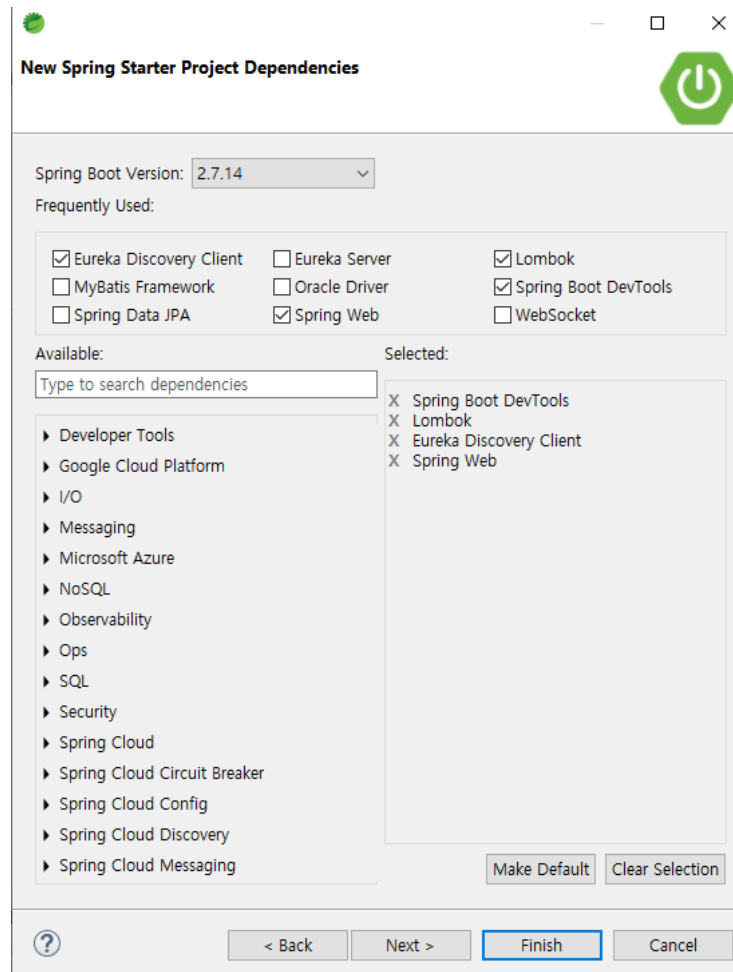 New Spring Starter Project Dependencies
Spring Boot Version: 2.7.14
Frequently Used:
Eureka Discovery Client Eureka Server Lombok
MyBatis Framework Oracle Driver Spring Boot DevTools
Spring Data JPA Spring Web WebSocket
Available: Selected:
Type to search dependencies
X Spring Boot DevTools
X Lombok
X Eureka Discovery Client
X Spring Web
Developer Tools
Google Cloud Platform
I/O
Messaging
Microsoft Azure
NoSQL
Observability
Ops
SQL
Security
Spring Cloud
Spring Cloud Circuit Breaker
Spring Cloud Config
Spring Cloud Discovery
Spring Cloud Messaging
Make Default Clear Selection
? < Back Next > Finish Cancel